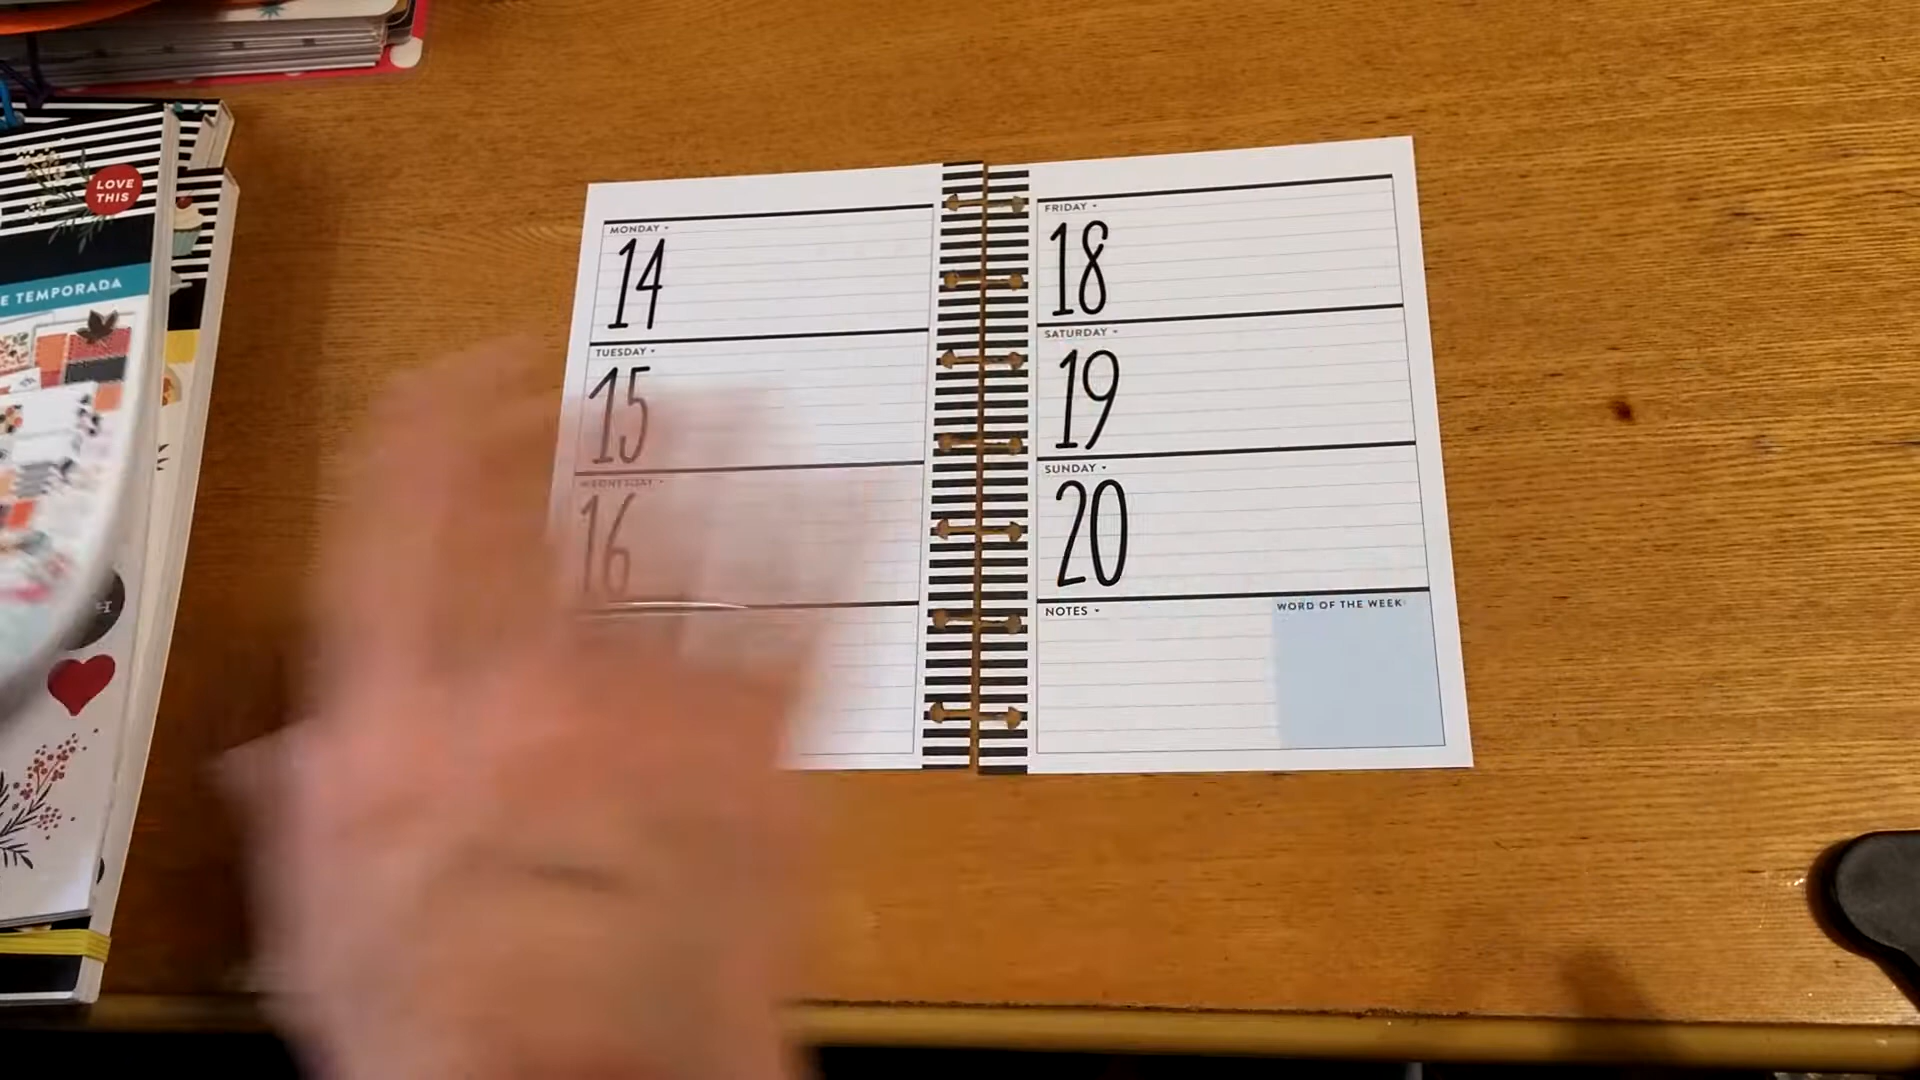 LOVE
THIS
E TEMPORADA
MONDAY
14
TUESDAY
15
WEDNESDAY
16
FRIDAY
18
SATURDAY
19
SUNDAY
20
NOTES
WORD OF THE WEEK